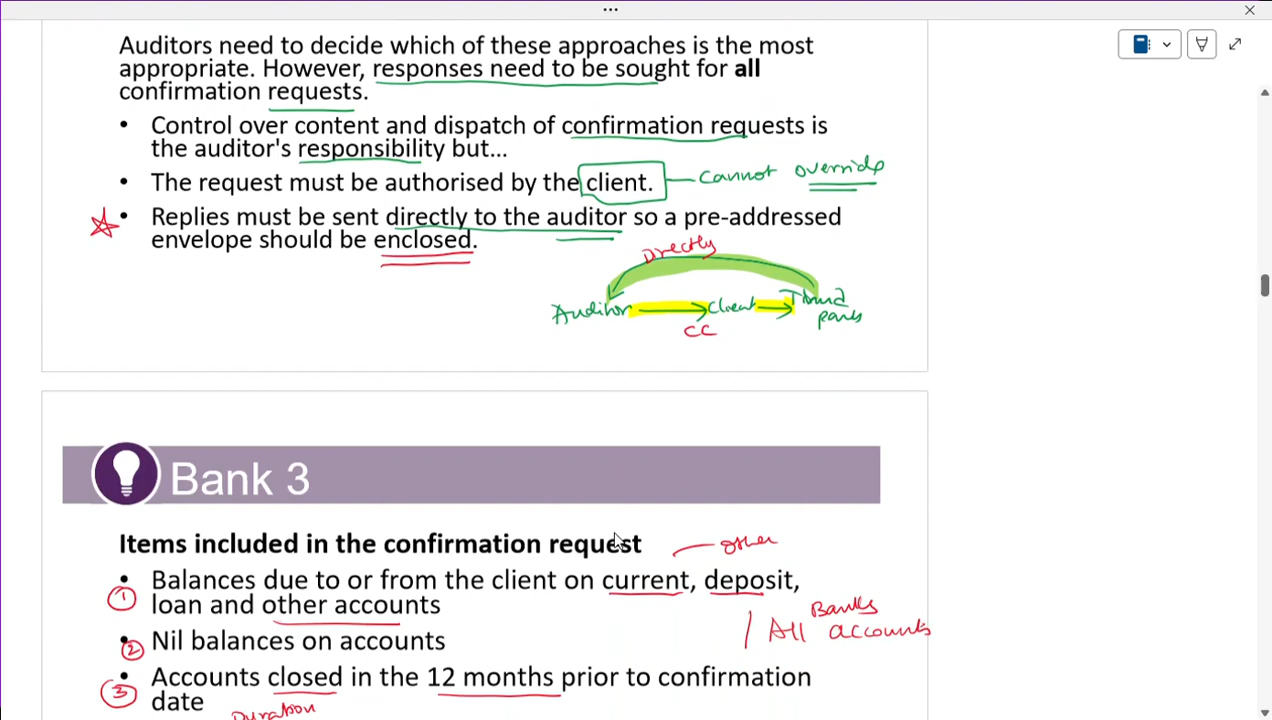 Auditors need to decide which of these approaches is the most
appropriate. However, responses need to be sought for all
confirmation requests.
• Control over content and dispatch of confirmation requests is
the auditor's responsibility but...
• The request must be authorised by the client. Cannot override
• Replies must be sent directly to the auditor so a pre-addressed
envelope should be enclosed.
Directly
Auditor Client Third
party
CC
Bank 3
Items included in the confirmation request
other
• Balances due to or from the client on current, deposit,
1 loan and other accounts
Banks
All accounts
2 Nil balances on accounts
• Accounts closed in the 12 months prior to confirmation
3 date
Duration